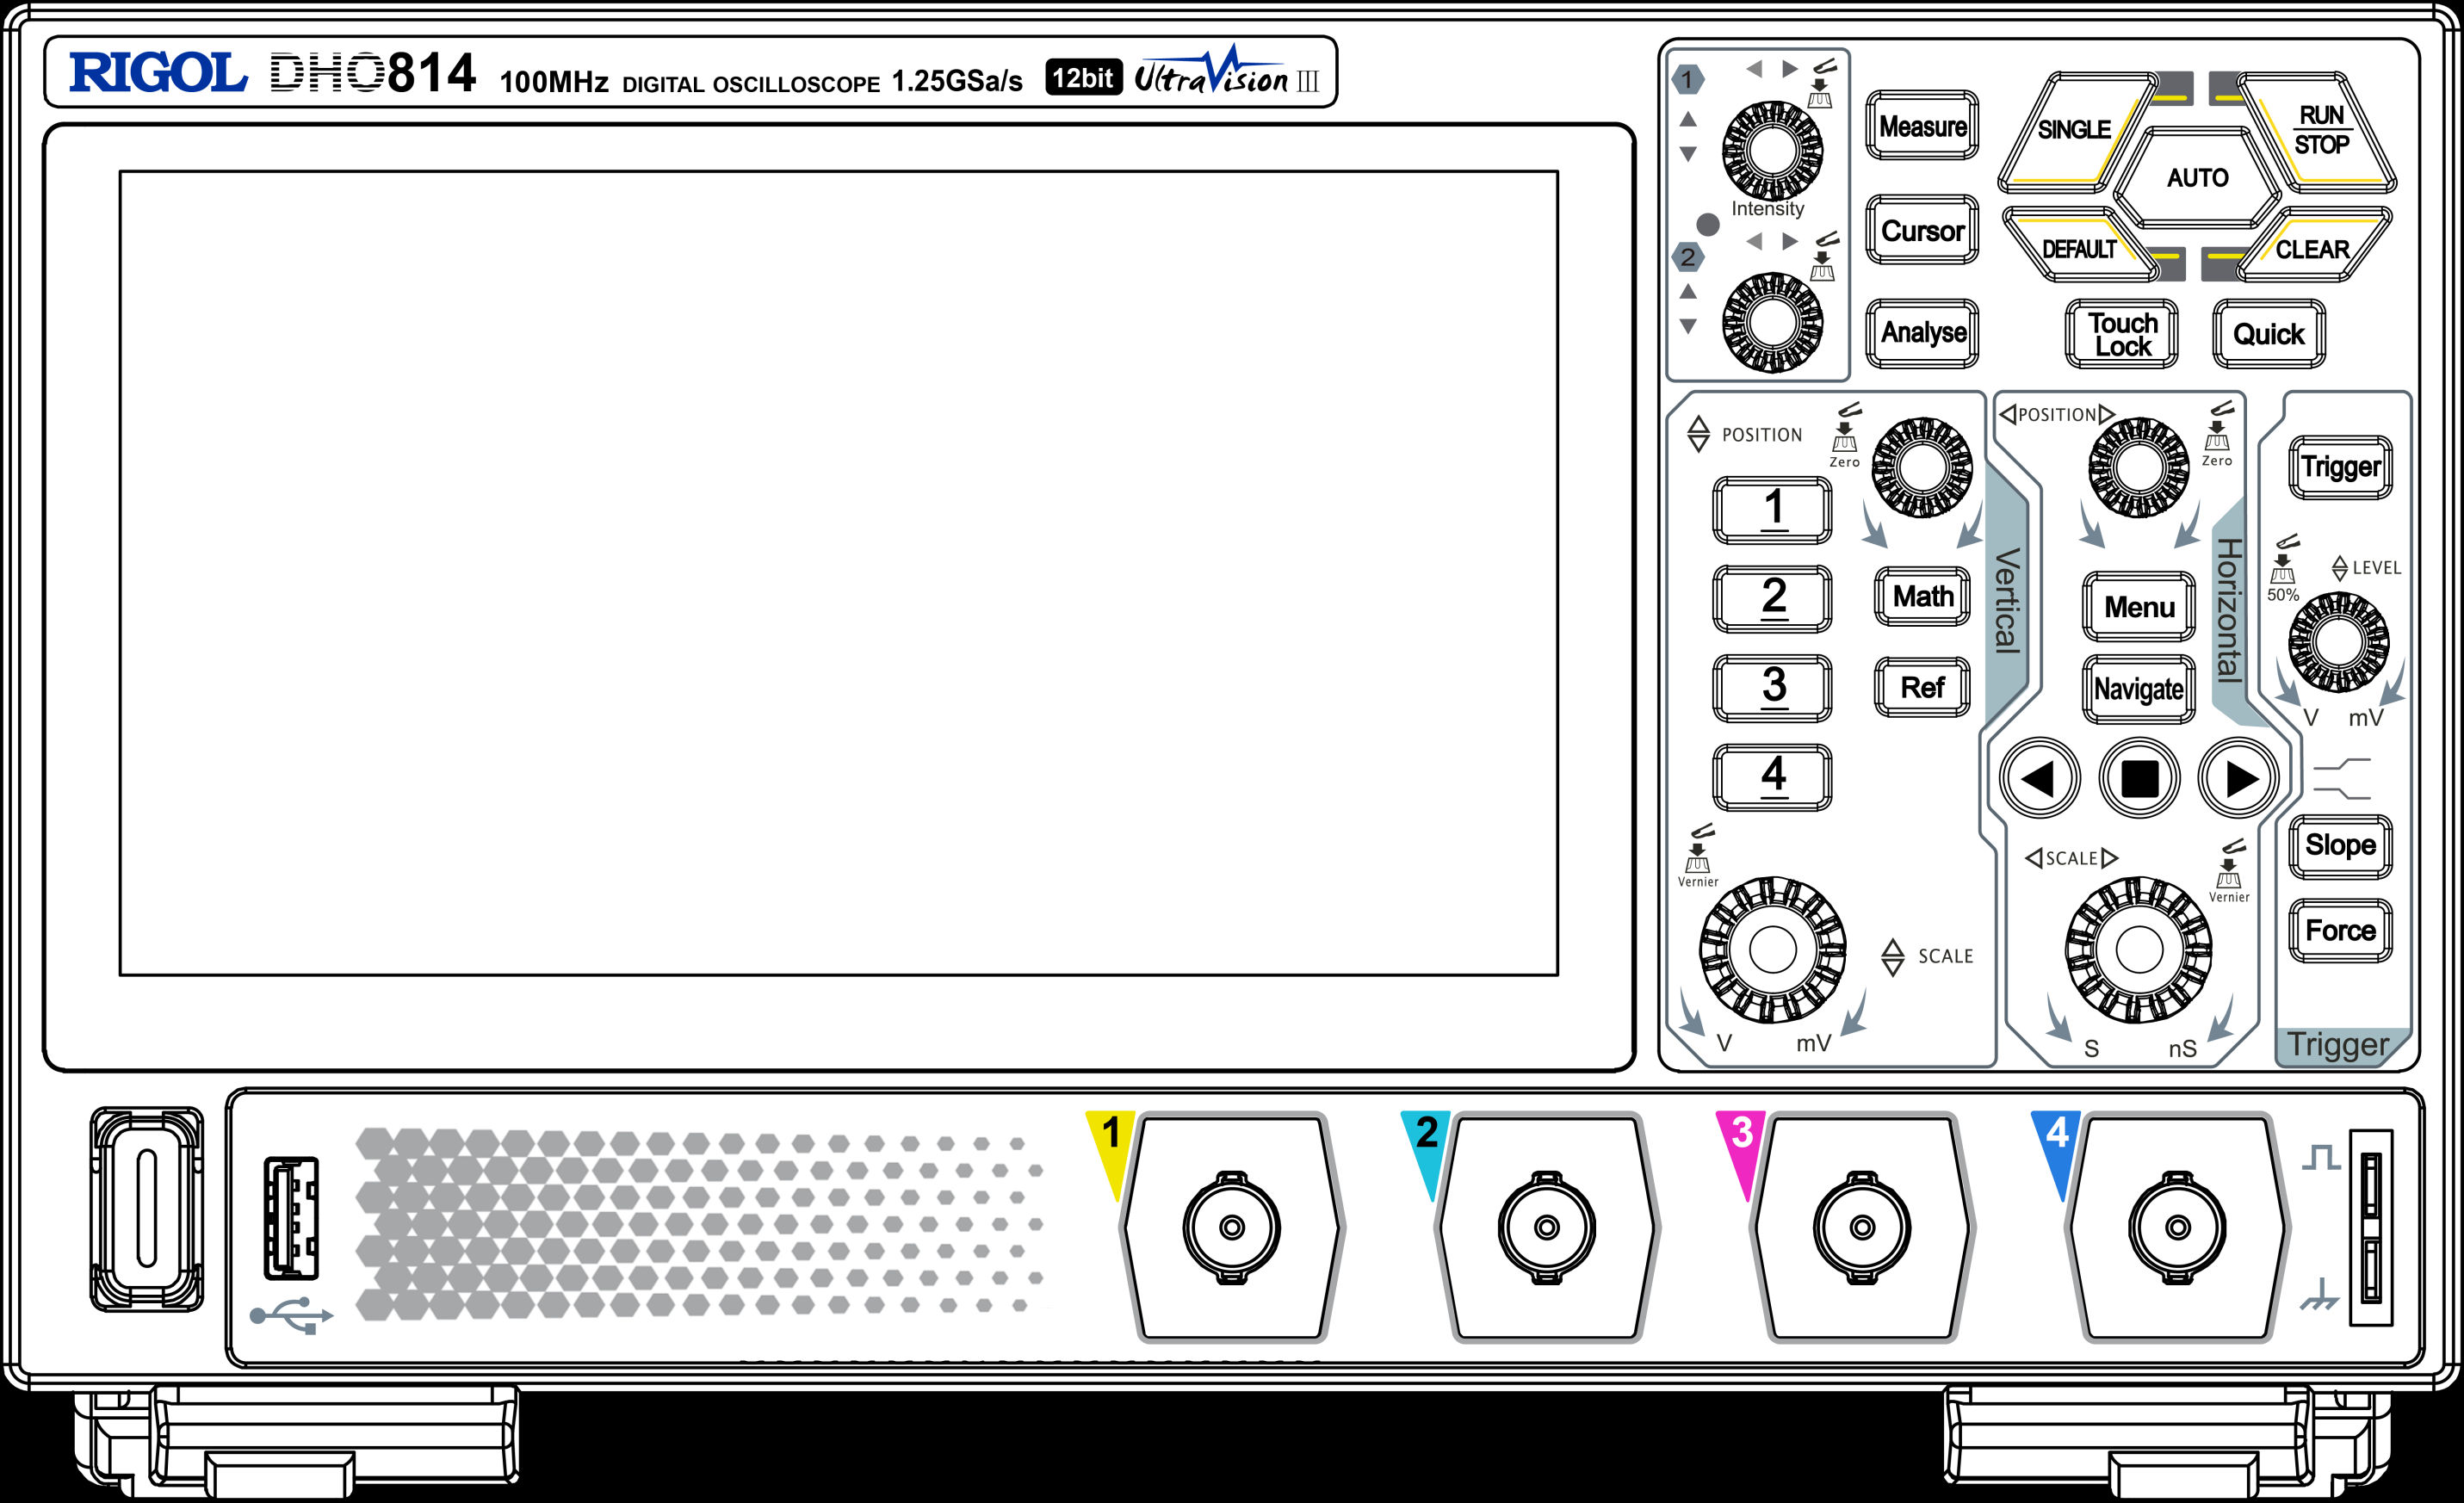 RIGOL DHO814 100MHz DIGITAL OSCILLOSCOPE 1.25GSa/s 12bit UltraVision III
1
Intensity
2
Measure
Cursor
Analyse
SINGLE
RUN
STOP
AUTO
DEFAULT
CLEAR
Touch
Lock
Quick
POSITION
Zero
1
2
3
4
Math
Ref
Vertical
Vernier
SCALE
V mV
POSITION
Zero
Menu
Navigate
Horizontal
SCALE
Vernier
S nS
Trigger
LEVEL
50%
V mV
Slope
Force
Trigger
1
2
3
4